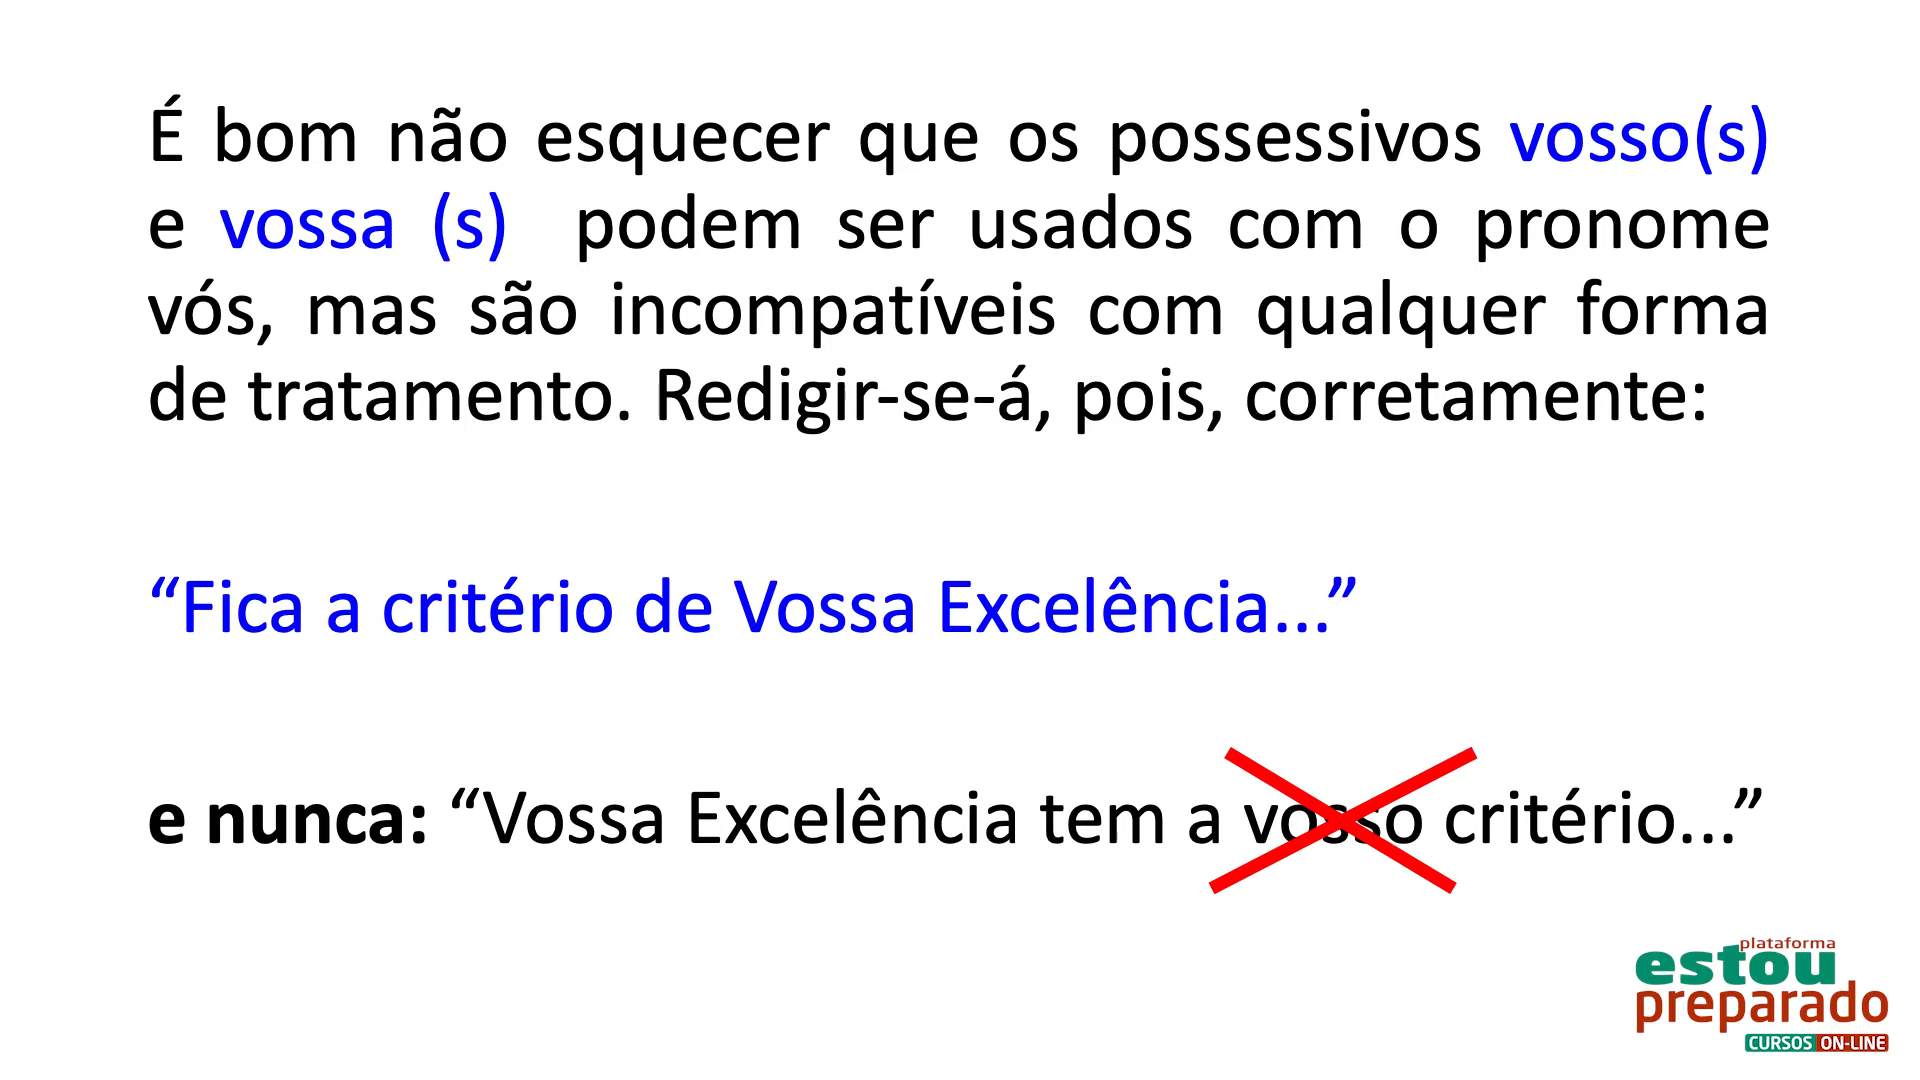 É bom não esquecer que os possessivos vosso(s)
e vossa (s) podem ser usados com o pronome
vós, mas são incompatíveis com qualquer forma
de tratamento. Redigir-se-á, pois, corretamente:
“Fica a critério de Vossa Excelência...”
e nunca: “Vossa Excelência tem a vosso critério...”
plataforma
estou
preparado
CURSOS ON-LINE